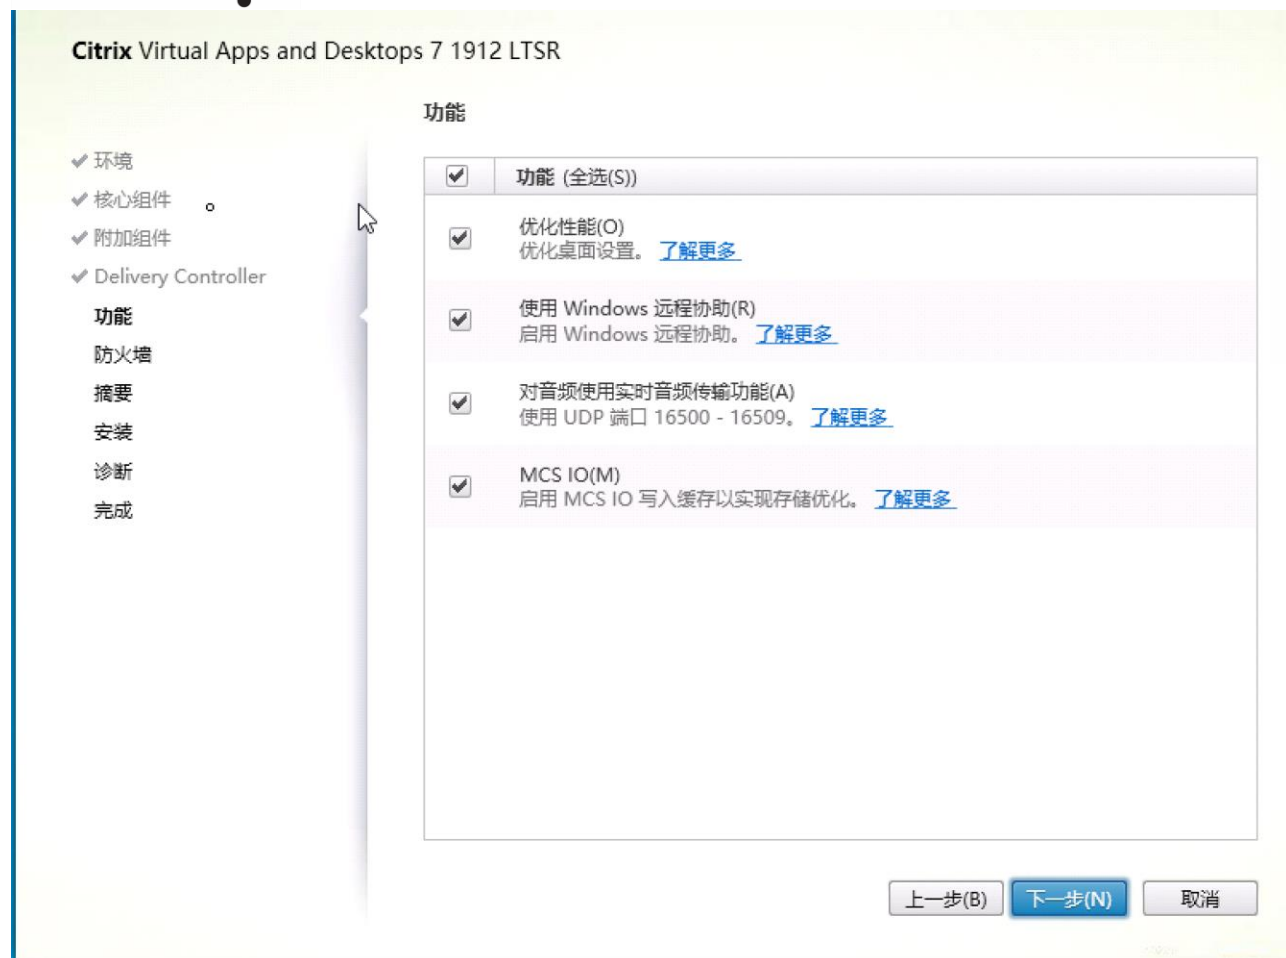 Citrix Virtual Apps and Desktops 7 1912 LTSR
功能
环境
核心组件
附加组件
Delivery Controller
功能
防火墙
摘要
安装
诊断
完成
功能 (全选(S))
优化性能(O)
优化桌面设置。 了解更多
使用 Windows 远程协助(R)
启用 Windows 远程协助。 了解更多
对音频使用实时音频传输功能(A)
使用 UDP 端口 16500 - 16509。 了解更多
MCS IO(M)
启用 MCS IO 写入缓存以实现存储优化。 了解更多
上一步(B) 下一步(N) 取消